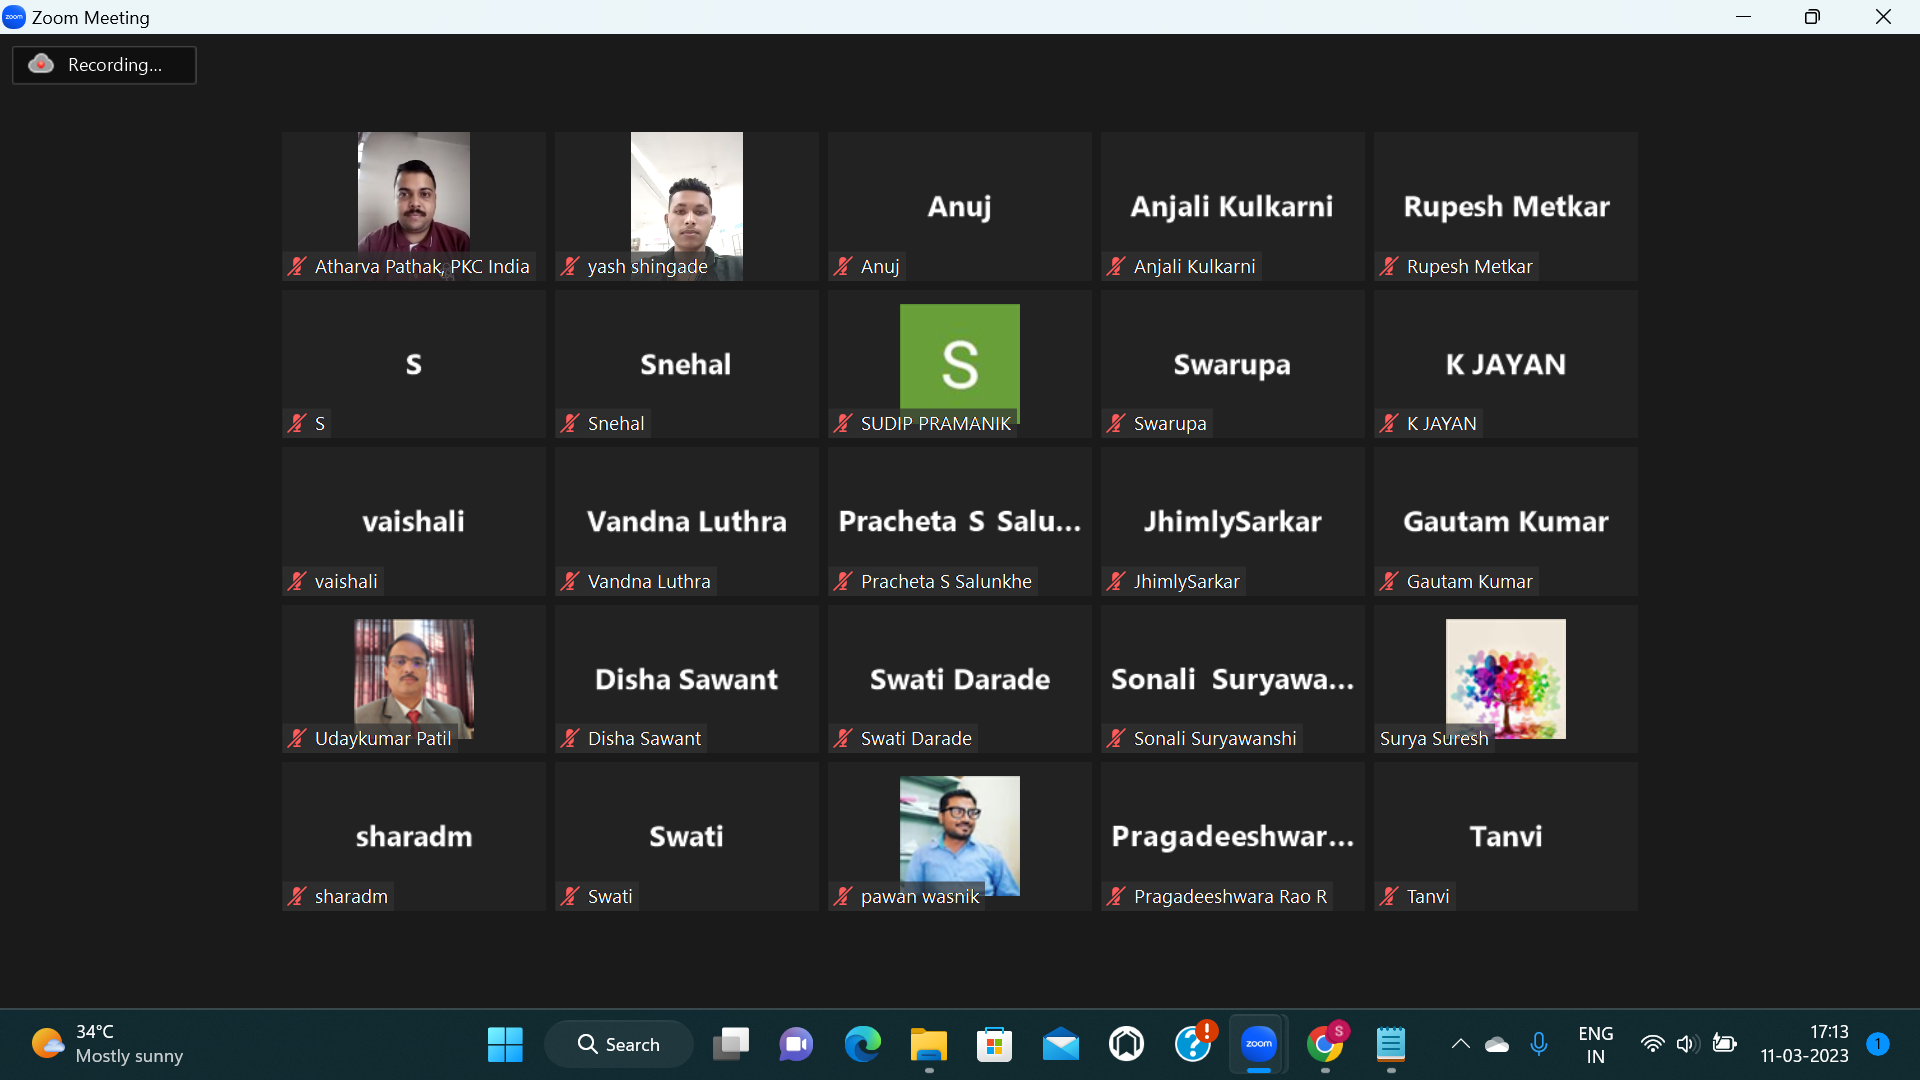 zoom Zoom Meeting
Recording...
Anuj
Anjali Kulkarni
Rupesh Metkar
Atharva Pathak, PKC India
yash shingade
Anuj
Anjali Kulkarni
Rupesh Metkar
S
Snehal
S
Swarupa
K JAYAN
S
Snehal
SUDIP PRAMANIK
Swarupa
K JAYAN
vaishali
Vandna Luthra
Pracheta S Salu...
JhimlySarkar
Gautam Kumar
vaishali
Vandna Luthra
Pracheta S Salunkhe
JhimlySarkar
Gautam Kumar
Disha Sawant
Swati Darade
Sonali Suryawa...
Udaykumar Patil
Disha Sawant
Swati Darade
Sonali Suryawanshi
Surya Suresh
sharadm
Swati
Pragadeeshwar...
Tanvi
sharadm
Swati
pawan wasnik
Pragadeeshwara Rao R
Tanvi
34°C
Mostly sunny
Search
zoom
S
ENG
IN
17:13
11-03-2023
1